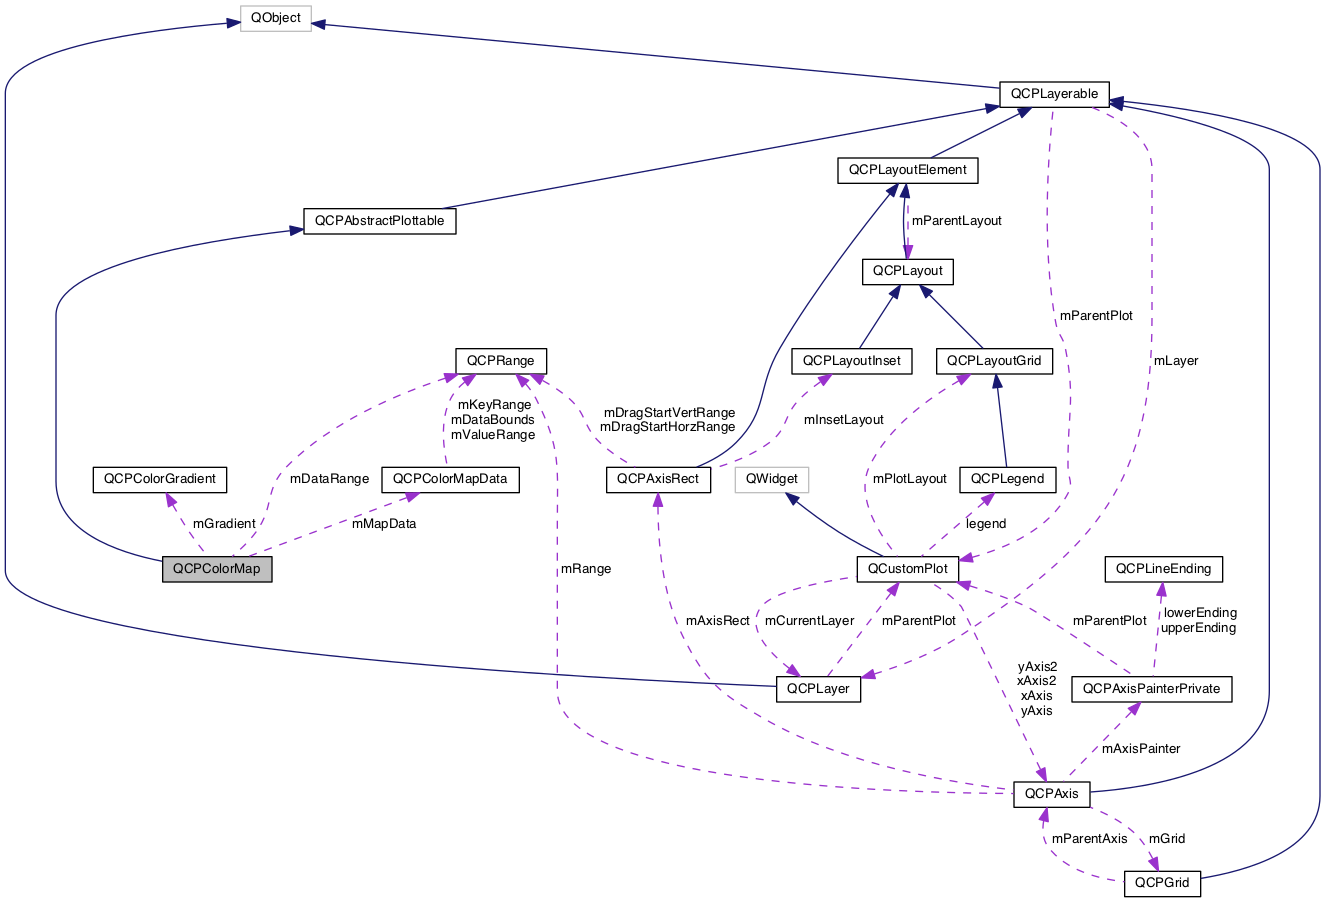 QObject
QCPLayerable
QCPLayoutElement
QCPAbstractPlottable
mParentLayout
QCPLayout
mParentPlot
QCPRange
QCPLayoutInset
QCPLayoutGrid
mLayer
mKeyRange
mDataBounds
mValueRange
mDragStartVertRange
mDragStartHorzRange
mInsetLayout
QCPColorGradient
mDataRange
QCPColorMapData
QCPAxisRect
QWidget
mPlotLayout
QCPLegend
mGradient
mMapData
legend
QCPColorMap
mRange
QCustomPlot
QCPLineEnding
mAxisRect
mCurrentLayer
mParentPlot
mParentPlot
lowerEnding
upperEnding
QCPLayer
yAxis2
xAxis2
xAxis
yAxis
QCPAxisPainterPrivate
mAxisPainter
QCPAxis
mParentAxis
mGrid
QCPGrid